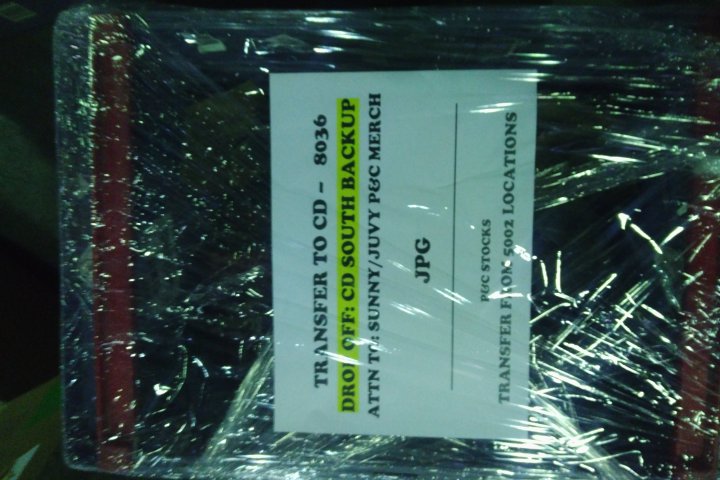 TRANSFER TO CD – 8036
DROP OFF: CD SOUTH BACKUP
ATTN TO: SUNNY/JUVY P&C MERCH
JPG
P&C STOCKS
TRANSFER FROM 5002 LOCATIONS